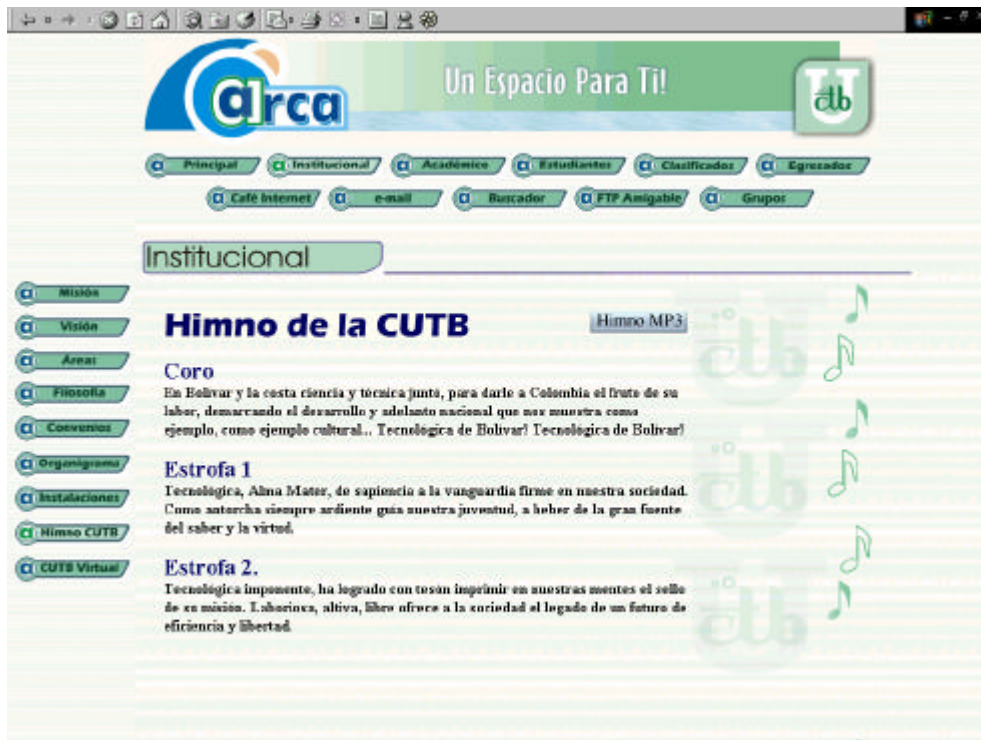 arca
Un Espacio Para Ti!
U ctb
Principal
Institucional
Académico
Estudiantes
Clasificados
Egresados
Café Internet
e-mail
Buscador
FTP Amigable
Grupos
Institucional
Misión
Visión
Areas
Filosofía
Convenios
Organigrama
Instalaciones
Himno CUTB
CUTB Virtual
Himno de la CUTB
Himno MP3
Coro
En Bolivar y la costa ciencia y técnica juntó, para darle a Colombia el fruto de su
labor, demarcando el desarrollo y adelanto nacional que nos muestra como
ejemplo, como ejemplo cultural... Tecnológica de Bolivar! Tecnológica de Bolivar!
Estrofa 1
Tecnológica, Alma Mater, de sapiencia a la vanguardia firme en nuestra sociedad.
Como antorcha siempre ardiente guía nuestra juventud, a beber de la gran fuente
del saber y la virtud.
Estrofa 2.
Tecnológica imponente, ha logrado con tesón imprimir en nuestras mentes el sello
de su misión. Laboriosa, altiva, libre ofrece a la sociedad el legado de un futuro de
eficiencia y libertad.